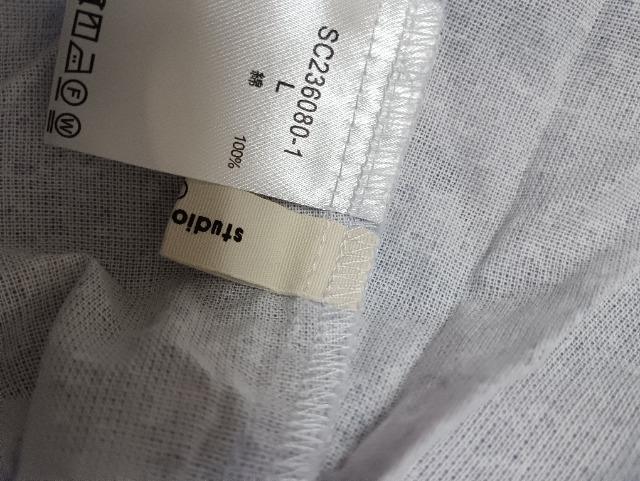 SC236080-1
L
綿 100%
F
W
studio